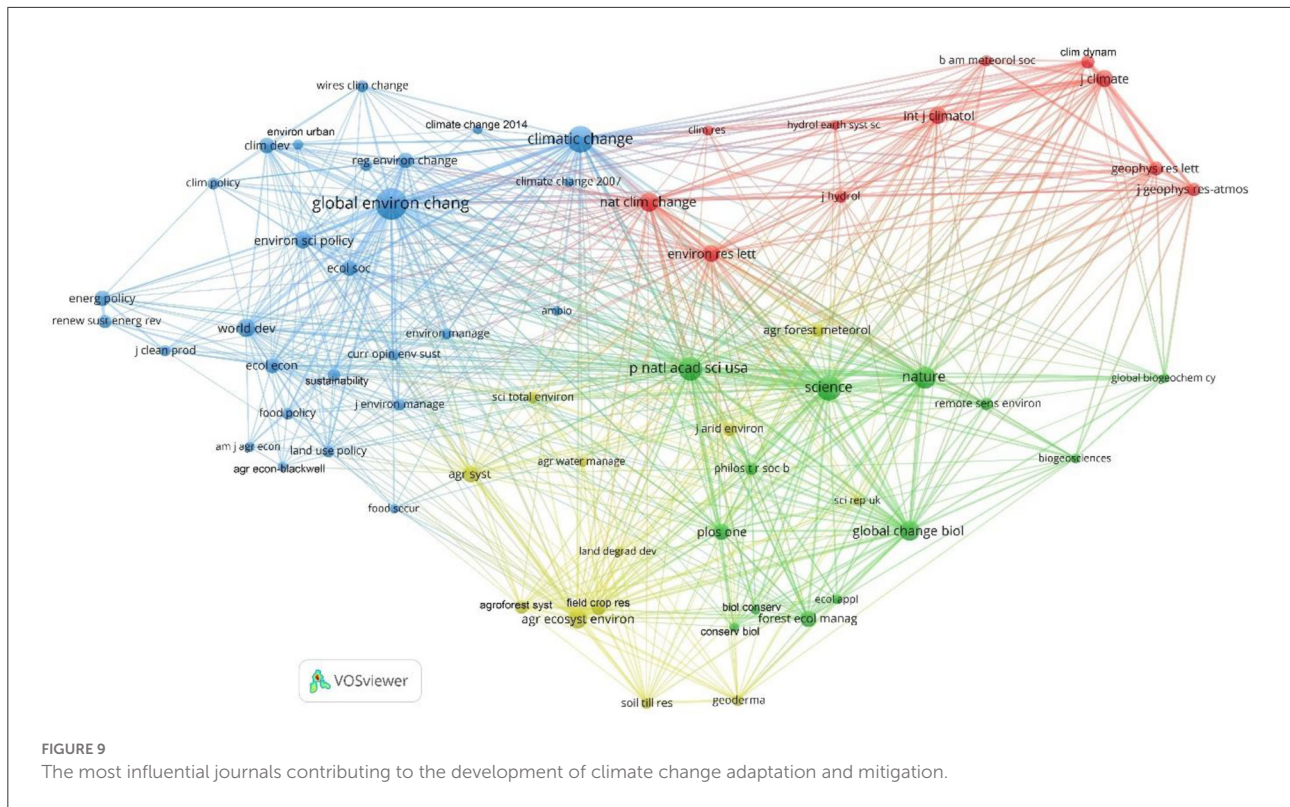 b am meteorol soc
clim dynam
j climate
wires clim change
int j climatol
climate change 2014
environ urban
clim dev
climatic change
clim res
hydrol earth syst sc
reg environ change
geophys res lett
clim policy
climate change 2007
j geophys res-atmos
global environ chang
nat clim change
j hydrol
environ sci policy
environ res lett
ecol soc
energ policy
ambio
renew sust energ rev
world dev
environ manage
agr forest meteorol
j clean prod
curr opin env sust
ecol econ
p natl acad sci usa
sustainability
science
nature
global biogeochem cy
sci total environ
j environ manage
remote sens environ
food policy
j arid environ
am j agr econ
land use policy
agr econ-blackwell
agr water manage
agr syst
philos t r soc b
biogeosciences
sci rep uk
food secur
plos one
global change biol
land degrad dev
agroforest syst
field crop res
agr ecosyst environ
biol conserv
ecol appl
forest ecol manag
conserv biol
soil till res
geoderma
VOSviewer
FIGURE 9
The most influential journals contributing to the development of climate change adaptation and mitigation.